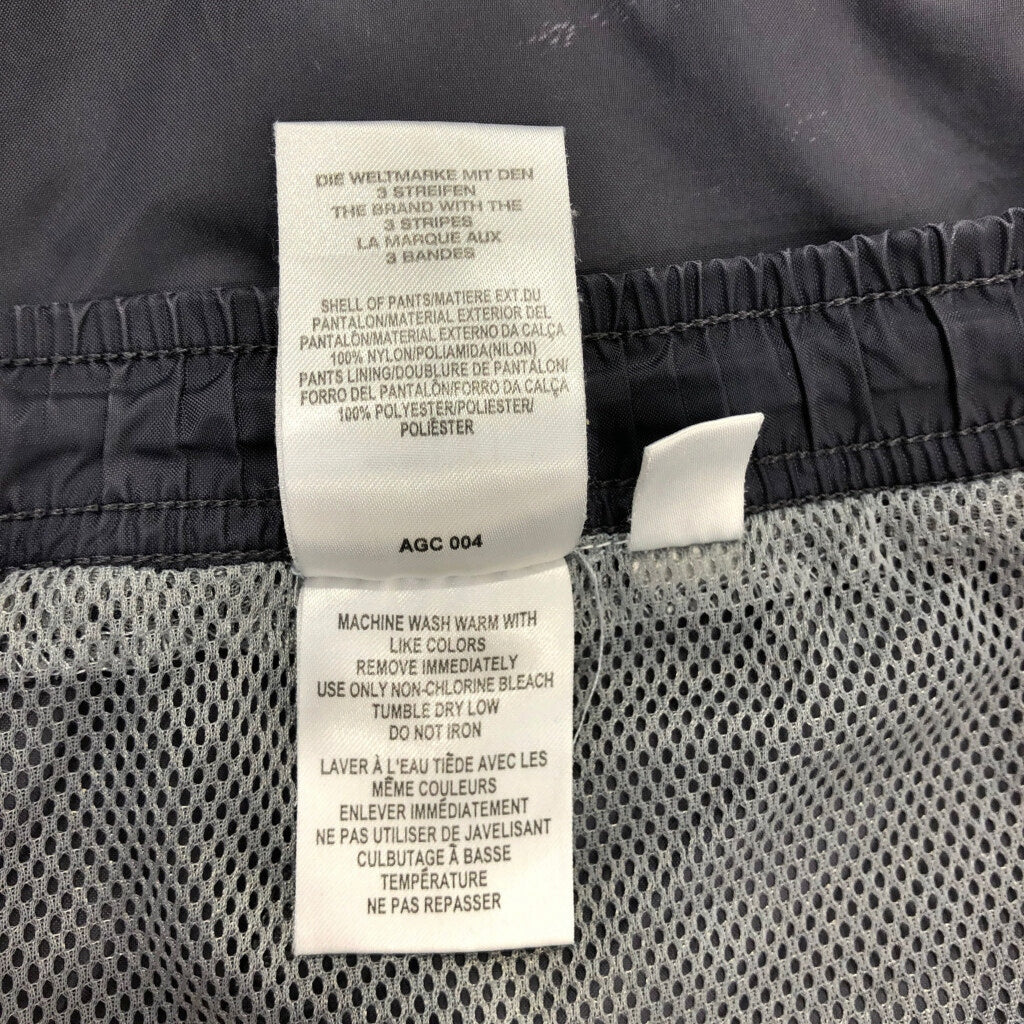 DIE WELTMARKE MIT DEN
3 STREIFEN
THE BRAND WITH THE
3 STRIPES
LA MARQUE AUX
3 BANDES
SHELL OF PANTS/MATIERE EXT.DU
PANTALON/MATERIAL EXTERIOR DEL
PANTALÔN/MATERIAL EXTERNO DA CALÇA
100% NYLON/POLIAMIDA(NILON)
PANTS LINING/DOUBLURE DE PANTALON/
FORRO DEL PANTALÔN/FORRO DA CALÇA
100% POLYESTER/POLIESTER/
POLIÉSTER
AGC 004
MACHINE WASH WARM WITH
LIKE COLORS
REMOVE IMMEDIATELY
USE ONLY NON-CHLORINE BLEACH
TUMBLE DRY LOW
DO NOT IRON
LAVER À L'EAU TIÈDE AVEC LES
MÊME COULEURS
ENLEVER IMMÉDIATEMENT
NE PAS UTILISER DE JAVELISANT
CULBUTAGE À BASSE
TEMPÉRATURE
NE PAS REPASSER